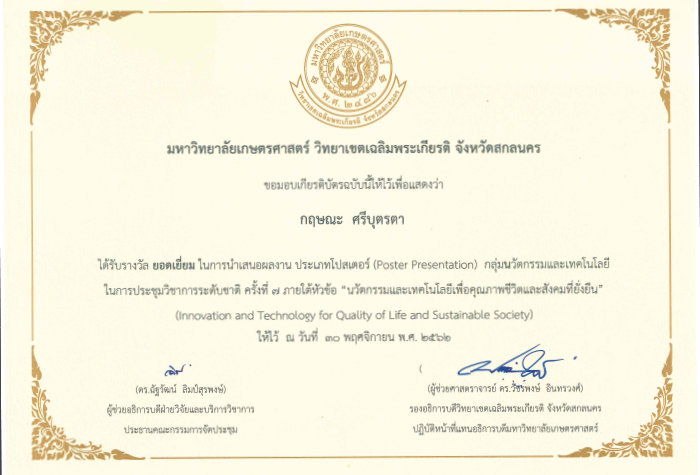 มหาวิทยาลัยเกษตรศาสตร์
พ.ศ. ๒๔๘๖
วิทยาเขตเฉลิมพระเกียรติ จังหวัดสกลนคร
มหาวิทยาลัยเกษตรศาสตร์ วิทยาเขตเฉลิมพระเกียรติ จังหวัดสกลนคร
ขอมอบเกียรติบัตรฉบับนี้ให้ไว้เพื่อแสดงว่า
กฤษณะ ศรีบุตรตา
ได้รับรางวัล ยอดเยี่ยม ในการนำเสนอผลงาน ประเภทโปสเตอร์ (Poster Presentation) กลุ่มนวัตกรรมและเทคโนโลยี
ในการประชุมวิชาการระดับชาติ ครั้งที่ ๗ ภายใต้หัวข้อ “นวัตกรรมและเทคโนโลยีเพื่อคุณภาพชีวิตและสังคมที่ยั่งยืน”
(Innovation and Technology for Quality of Life and Sustainable Society)
ให้ไว้ ณ วันที่ ๓๐ พฤศจิกายน พ.ศ. ๒๕๖๒
(ดร.ณัฐวัฒน์ ลิมป์สุรพงษ์)
ผู้ช่วยอธิการบดีฝ่ายวิจัยและบริการวิชาการ
ประธานคณะกรรมการการจัดประชุม
(ผู้ช่วยศาสตราจารย์ ดร.วัชรพงษ์ อินทรวงศ์)
รองอธิการบดีวิทยาเขตเฉลิมพระเกียรติ จังหวัดสกลนคร
ปฏิบัติหน้าที่แทนอธิการบดีมหาวิทยาลัยเกษตรศาสตร์